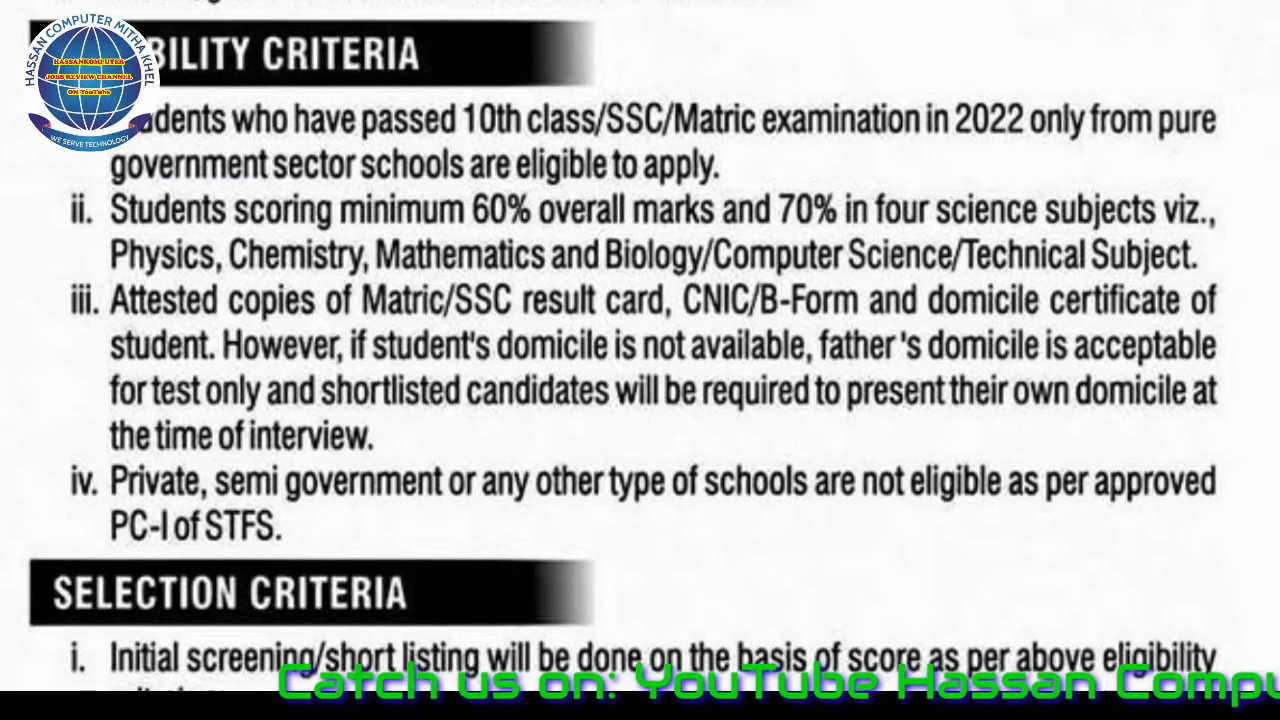 HASSAN COMPUTER MITHA KHEL
HASSANKOMPUTER
JOBS REVIEW CHANNEL
ON YouTube
WE SERVE TECHNOLOGY
BILITY CRITERIA
udents who have passed 10th class/SSC/Matric examination in 2022 only from pure
government sector schools are eligible to apply.
ii. Students scoring minimum 60% overall marks and 70% in four science subjects viz.,
Physics, Chemistry, Mathematics and Biology/Computer Science/Technical Subject.
iii. Attested copies of Matric/SSC result card, CNIC/B-Form and domicile certificate of
student. However, if student's domicile is not available, father 's domicile is acceptable
for test only and shortlisted candidates will be required to present their own domicile at
the time of interview.
iv. Private, semi government or any other type of schools are not eligible as per approved
PC-I of STFS.
SELECTION CRITERIA
i. Initial screening/short listing will be done on the basis of score as per above eligibility
Catch us on: YouTube Hassan Compu